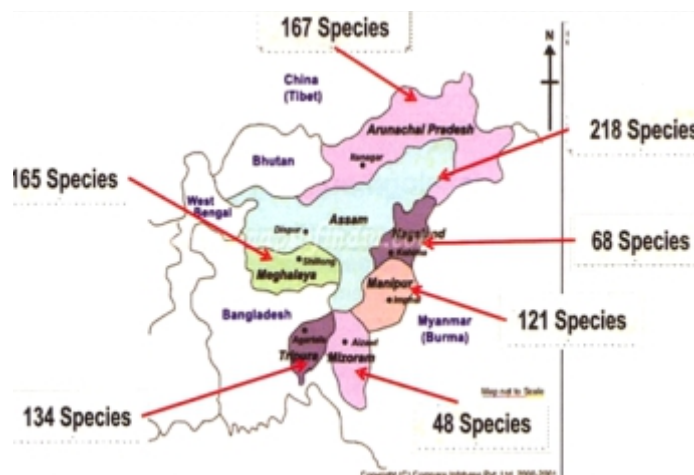 167 Species
N
China
(Tibet)
Arunachal Pradesh
218 Species
Itanagar
Bhutan
165 Species
West
Bengal
Assam
Dispur
Nagaland
68 Species
Kohima
Shillong
Meghalaya
Manipur
Imphal
121 Species
Bangladesh
Myanmar
(Burma)
Agartala
Aizawl
Tripura
Mizoram
Map not to Scale
134 Species
48 Species